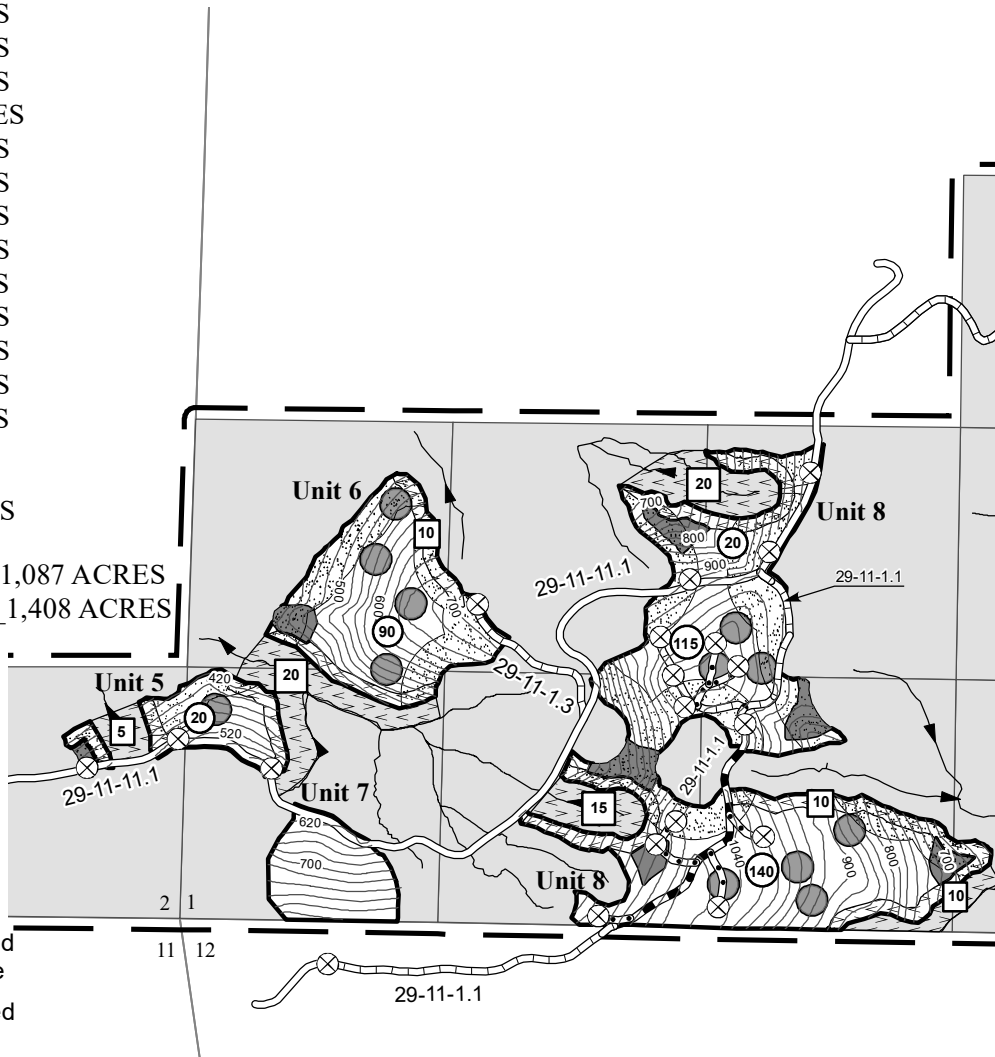 S
S
S
ES
S
S
S
S
S
S
S
S
S
S
1,087 ACRES
1,408 ACRES
Unit 6
10
500
600
700
90
20
Unit 5
420
20
520
5
29-11-11.1
Unit 7
620
700
29-11-1.3
29-11-11.1
20
700
Unit 8
800
20
900
29-11-1.1
115
29-11-1.1
15
10
Unit 8
1040
140
900
800
700
10
2 1
11 12
29-11-1.1
d
e
ed